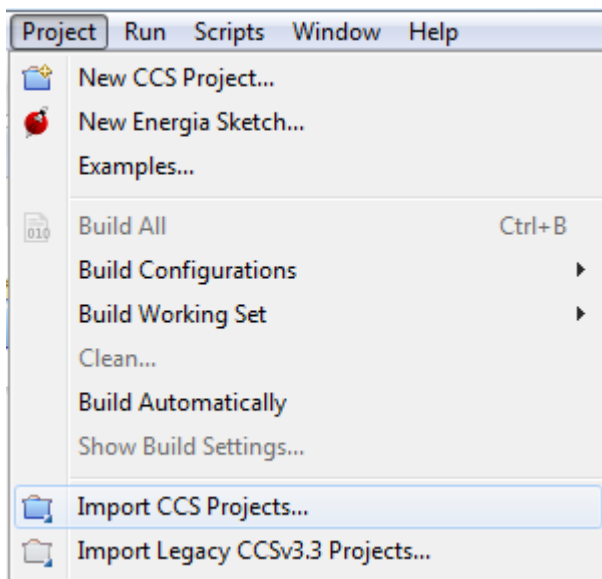 Project Run Scripts Window Help
New CCS Project...
New Energia Sketch...
Examples...
010
Build All Ctrl+B
Build Configurations
Build Working Set
Clean...
Build Automatically
Show Build Settings...
Import CCS Projects...
Import Legacy CCSv3.3 Projects...